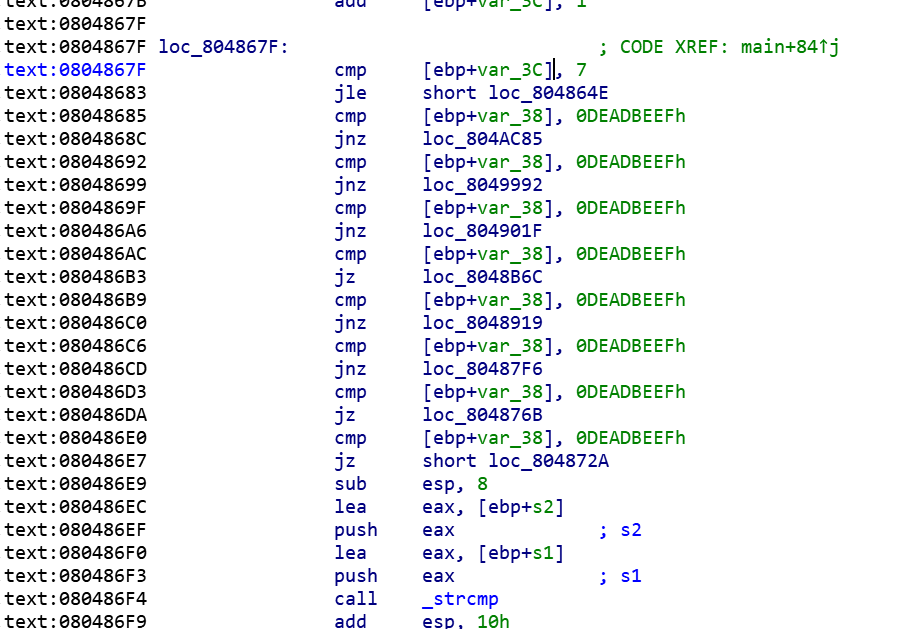 text:0804867B add [ebp+var_3C], 1
text:0804867F
text:0804867F loc_804867F: ; CODE XREF: main+84↑j
text:0804867F cmp [ebp+var_3C], 7
text:08048683 jle short loc_804864E
text:08048685 cmp [ebp+var_38], 0DEADBEEFh
text:0804868C jnz loc_804AC85
text:08048692 cmp [ebp+var_38], 0DEADBEEFh
text:08048699 jnz loc_8049992
text:0804869F cmp [ebp+var_38], 0DEADBEEFh
text:080486A6 jnz loc_804901F
text:080486AC cmp [ebp+var_38], 0DEADBEEFh
text:080486B3 jz loc_8048B6C
text:080486B9 cmp [ebp+var_38], 0DEADBEEFh
text:080486C0 jnz loc_8048919
text:080486C6 cmp [ebp+var_38], 0DEADBEEFh
text:080486CD jnz loc_80487F6
text:080486D3 cmp [ebp+var_38], 0DEADBEEFh
text:080486DA jz loc_804876B
text:080486E0 cmp [ebp+var_38], 0DEADBEEFh
text:080486E7 jz short loc_804872A
text:080486E9 sub esp, 8
text:080486EC lea eax, [ebp+s2]
text:080486EF push eax ; s2
text:080486F0 lea eax, [ebp+s1]
text:080486F3 push eax ; s1
text:080486F4 call _strcmp
text:080486F9 add esp, 10h